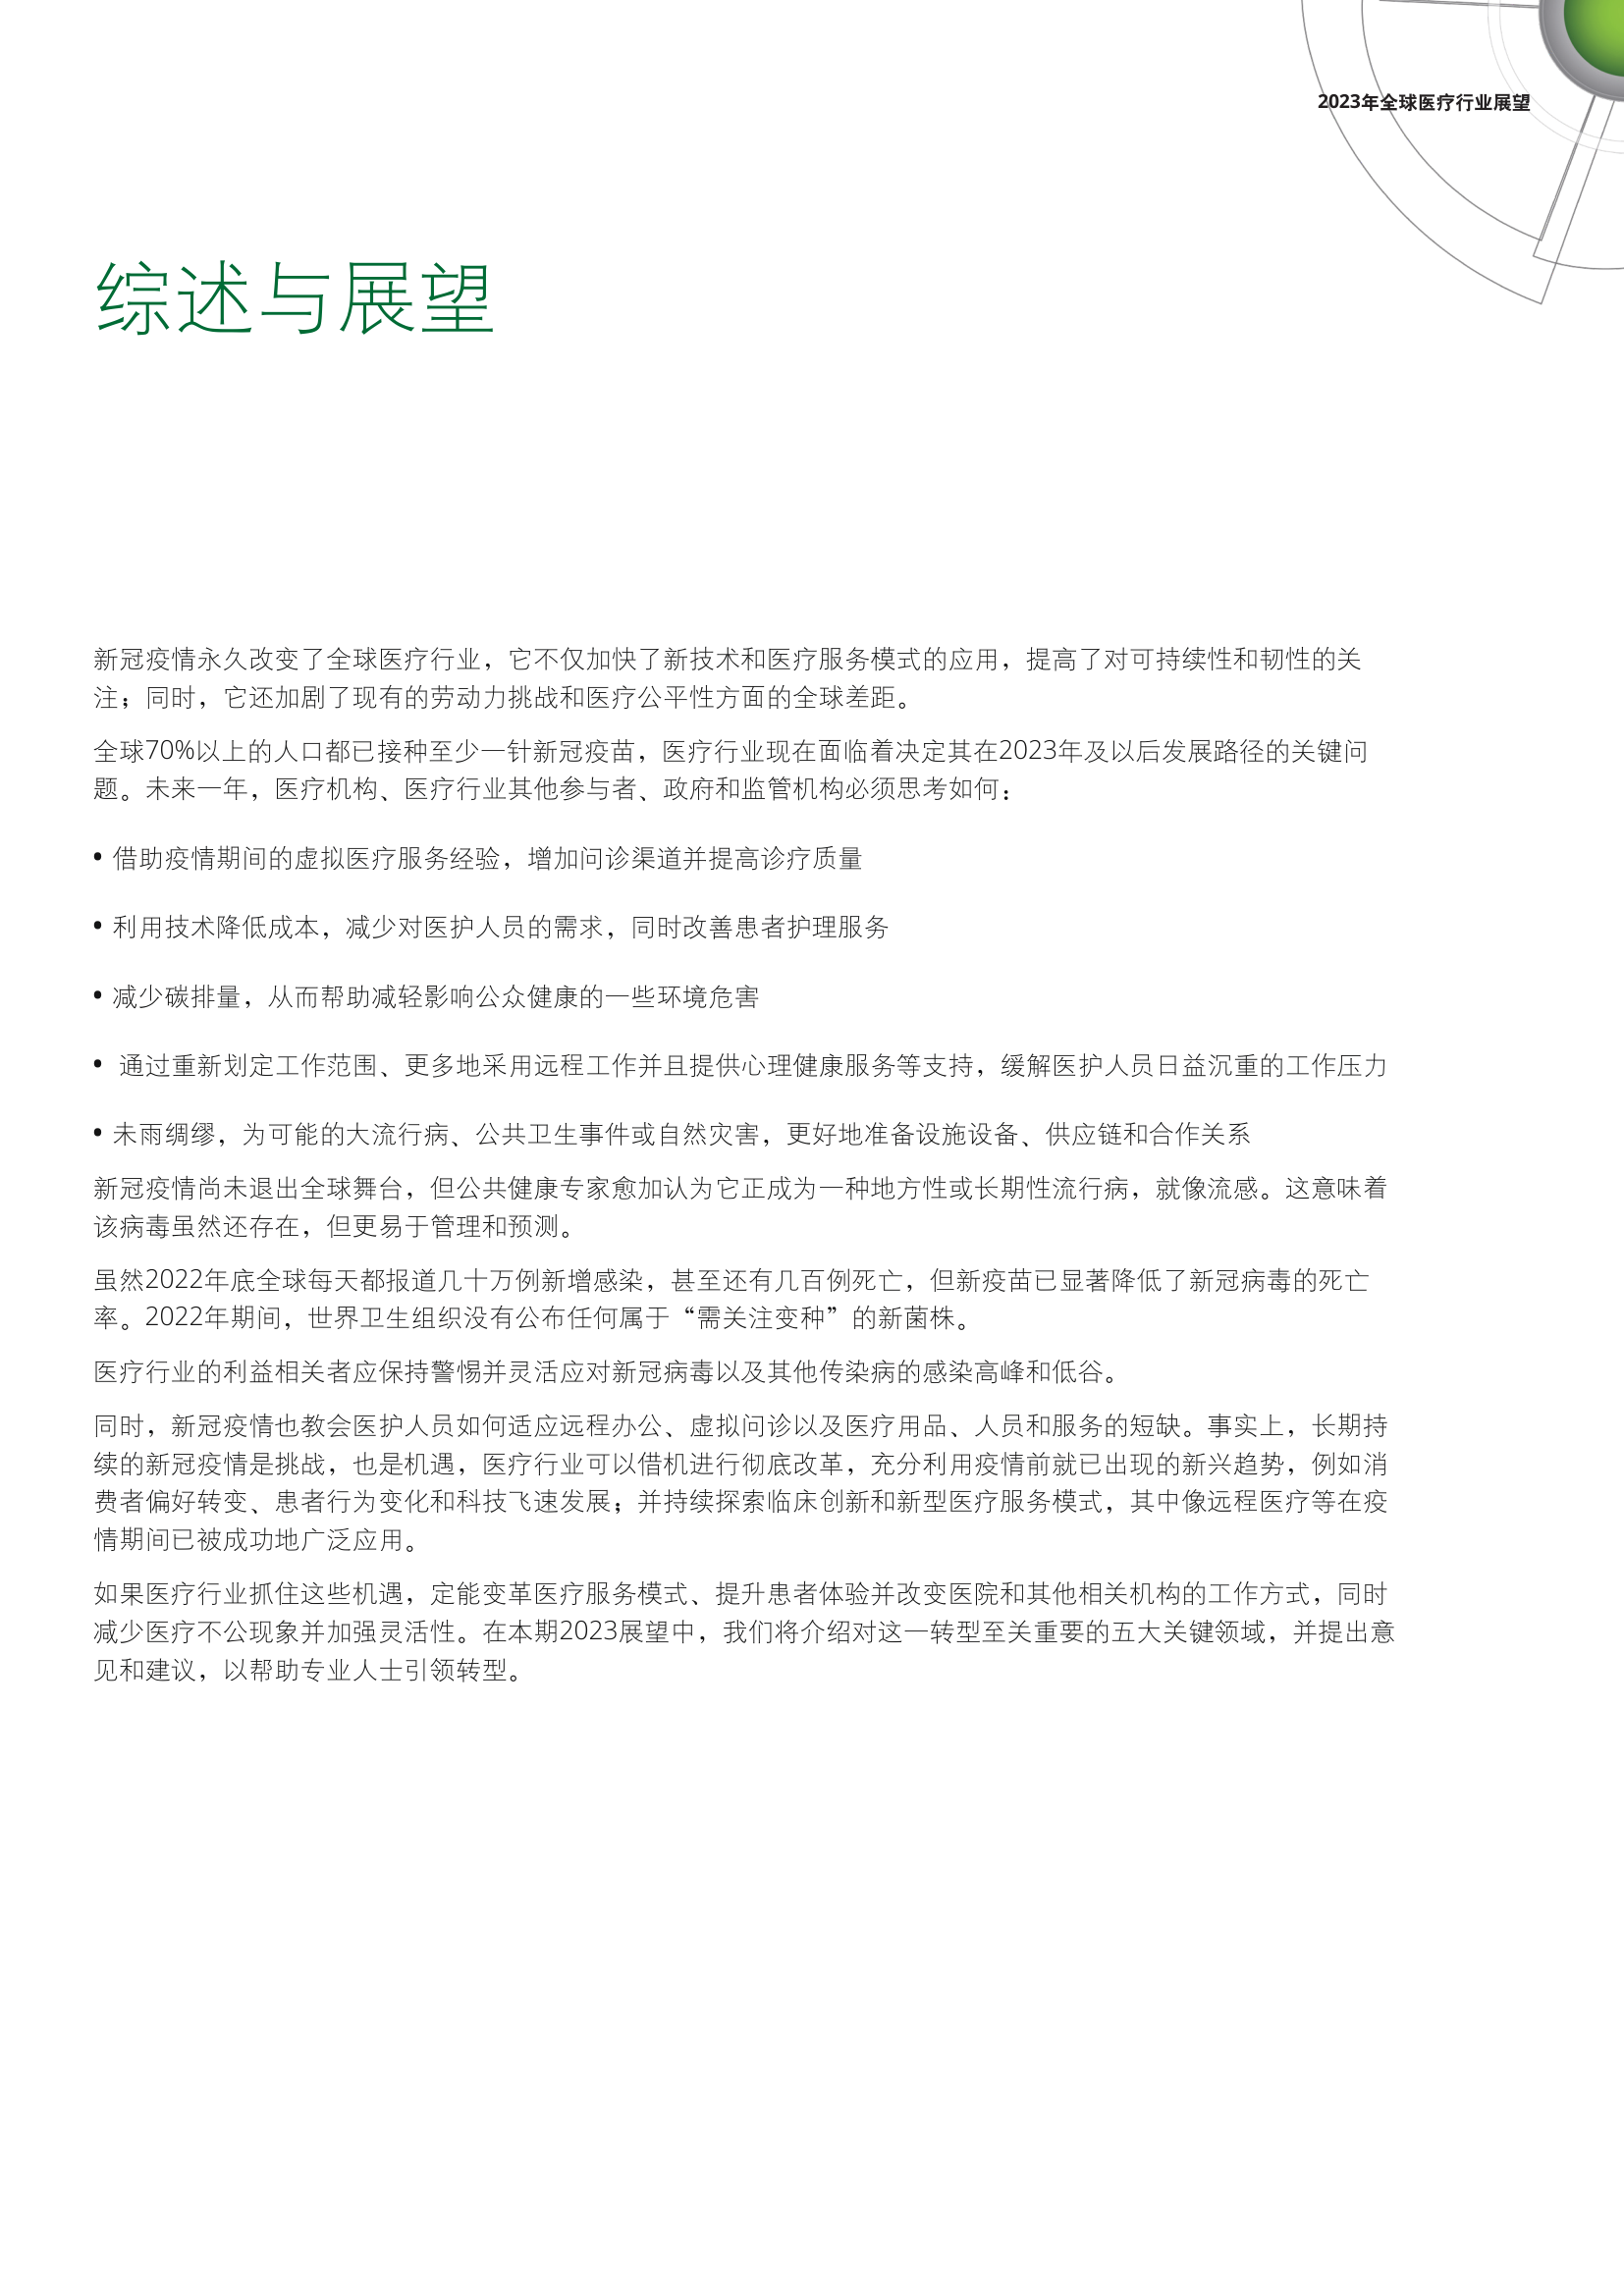 2023年全球医疗行业展望
综述与展望
新冠疫情永久改变了全球医疗行业，它不仅加快了新技术和医疗服务模式的应用，提高了对可持续性和韧性的关
注；同时，它还加剧了现有的劳动力挑战和医疗公平性方面的全球差距。
全球70%以上的人口都已接种至少一针新冠疫苗，医疗行业现在面临着决定其在2023年及以后发展路径的关键问
题。未来一年，医疗机构、医疗行业其他参与者、政府和监管机构必须思考如何：
• 借助疫情期间的虚拟医疗服务经验，增加问诊渠道并提高诊疗质量
• 利用技术降低成本，减少对医护人员的需求，同时改善患者护理服务
• 减少碳排量，从而帮助减轻影响公众健康的一些环境危害
• 通过重新划定工作范围、更多地采用远程工作并且提供心理健康服务等支持，缓解医护人员日益沉重的工作压力
• 未雨绸缪，为可能的大流行病、公共卫生事件或自然灾害，更好地准备设施设备、供应链和合作关系
新冠疫情尚未退出全球舞台，但公共健康专家愈加认为它正成为一种地方性或长期性流行病，就像流感。这意味着
该病毒虽然还存在，但更易于管理和预测。
虽然2022年底全球每天都报道几十万例新增感染，甚至还有几百例死亡，但新疫苗已显著降低了新冠病毒的死亡
率。2022年期间，世界卫生组织没有公布任何属于“需关注变种”的新菌株。
医疗行业的利益相关者应保持警惕并灵活应对新冠病毒以及其他传染病的感染高峰和低谷。
同时，新冠疫情也教会医护人员如何适应远程办公、虚拟问诊以及医疗用品、人员和服务的短缺。事实上，长期持
续的新冠疫情是挑战，也是机遇，医疗行业可以借机进行彻底改革，充分利用疫情前就已出现的新兴趋势，例如消
费者偏好转变、患者行为变化和科技飞速发展；并持续探索临床创新和新型医疗服务模式，其中像远程医疗等在疫
情期间已被成功地广泛应用。
如果医疗行业抓住这些机遇，定能变革医疗服务模式、提升患者体验并改变医院和其他相关机构的工作方式，同时
减少医疗不公现象并加强灵活性。在本期2023展望中，我们将介绍对这一转型至关重要的五大关键领域，并提出意
见和建议，以帮助专业人士引领转型。